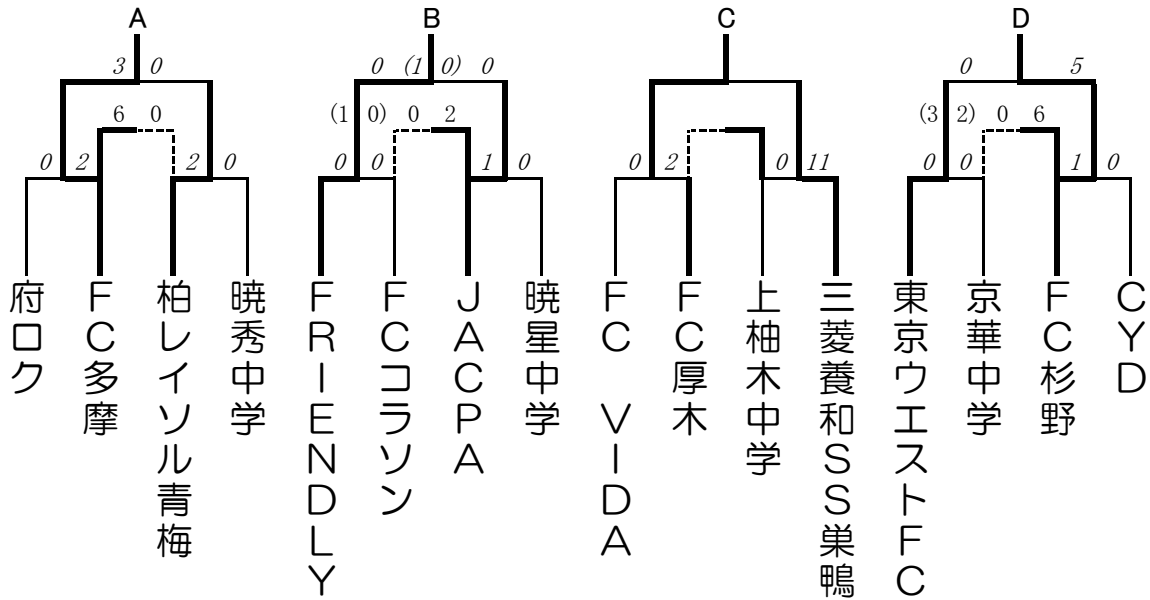 A B C D
3 0 0 (1 0) 0 0 5
6 0 (1 0) 0 2 (3 2) 0 6
0 2 2 0 0 0 1 0 0 2 0 11 0 0 1 0
府ロク
FC多摩
柏レイソル青梅
暁秀中学
FRIENDLY
FCコラソン
JACPA
暁星中学
FC VIDA
FC厚木
上柚木中学
三菱養和SS巣鴨
東京ウエストFC
京華中学
FC杉野
CYD